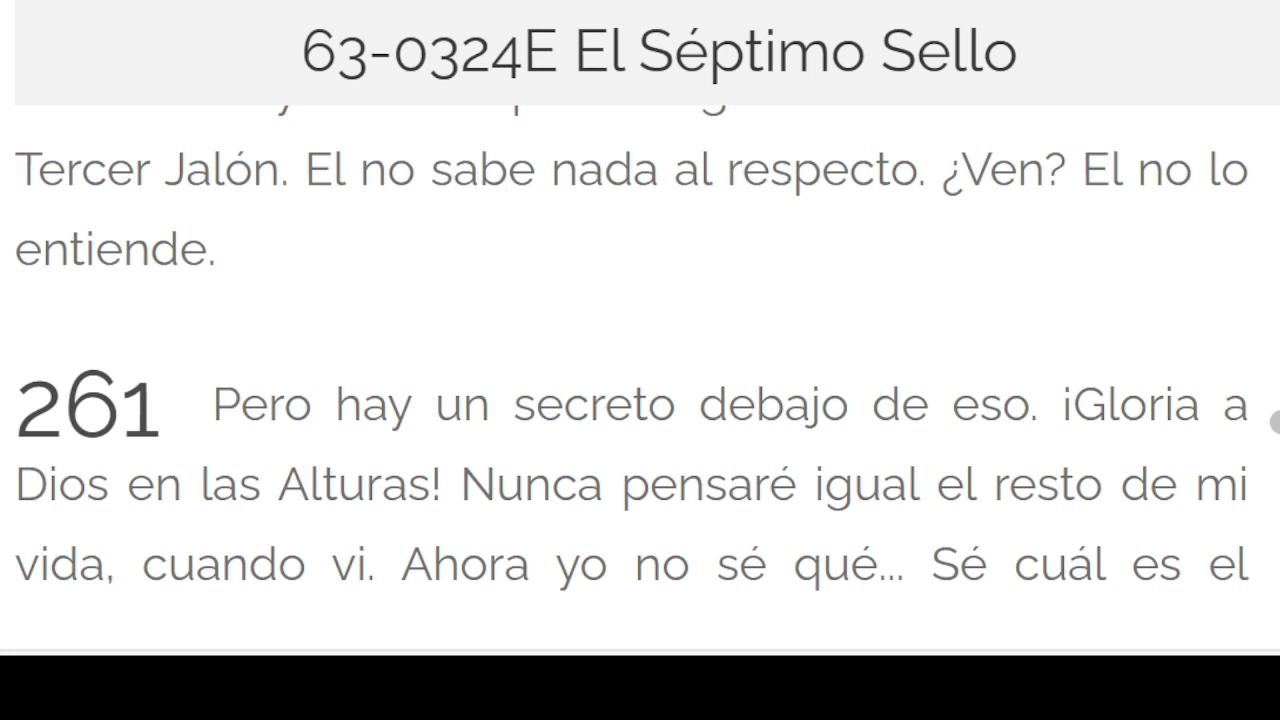 63-0324E El Séptimo Sello
Tercer Jalón. El no sabe nada al respecto. ¿Ven? El no lo
entiende.
261 Pero hay un secreto debajo de eso. ¡Gloria a
Dios en las Alturas! Nunca pensaré igual el resto de mi
vida, cuando vi. Ahora yo no sé qué... Sé cuál es el